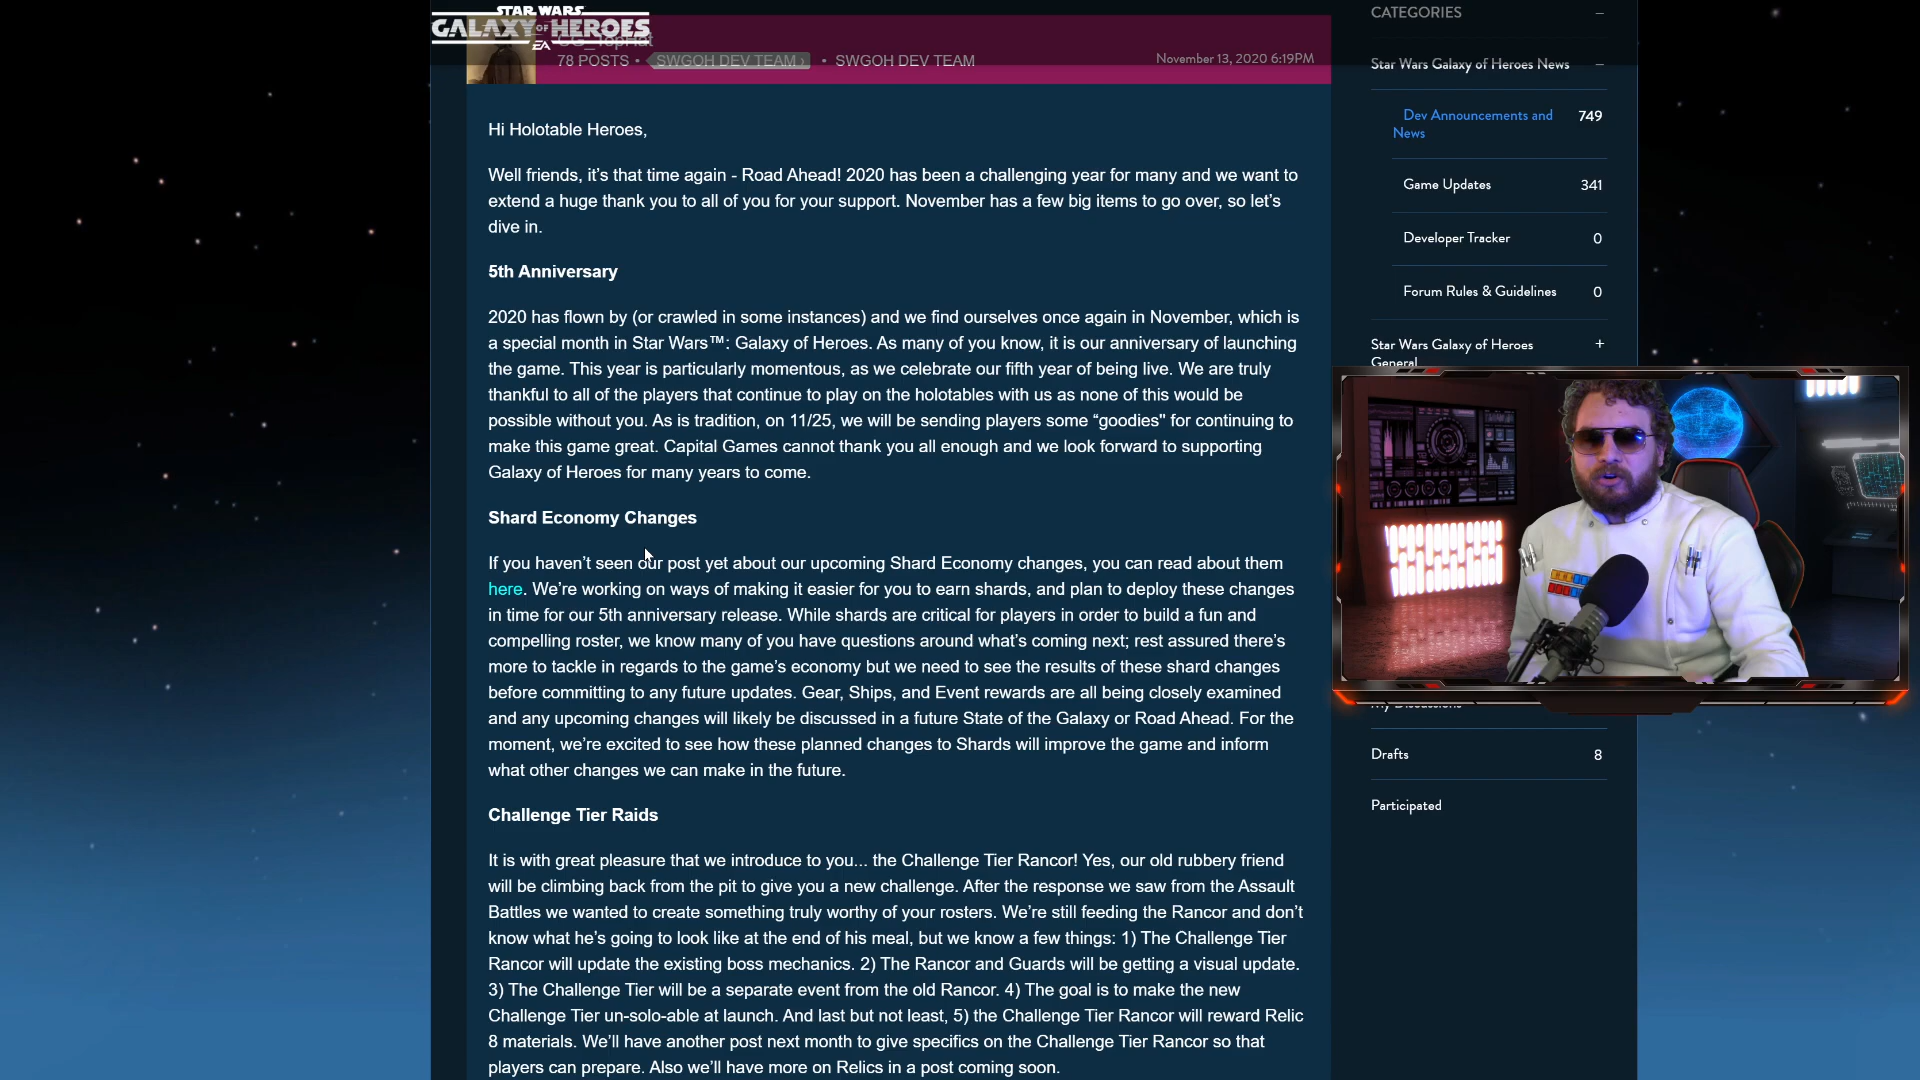 STAR WARS
GALAXY OF HEROES
EA
CG_TopHat
78 POSTS • SWGOH DEV TEAM › • SWGOH DEV TEAM
November 13, 2020 6:19PM
Hi Holotable Heroes,
Well friends, it’s that time again - Road Ahead! 2020 has been a challenging year for many and we want to
extend a huge thank you to all of you for your support. November has a few big items to go over, so let’s
dive in.
5th Anniversary
2020 has flown by (or crawled in some instances) and we find ourselves once again in November, which is
a special month in Star Wars™: Galaxy of Heroes. As many of you know, it is our anniversary of launching
the game. This year is particularly momentous, as we celebrate our fifth year of being live. We are truly
thankful to all of the players that continue to play on the holotables with us as none of this would be
possible without you. As is tradition, on 11/25, we will be sending players some “goodies" for continuing to
make this game great. Capital Games cannot thank you all enough and we look forward to supporting
Galaxy of Heroes for many years to come.
Shard Economy Changes
If you haven’t seen our post yet about our upcoming Shard Economy changes, you can read about them
here. We’re working on ways of making it easier for you to earn shards, and plan to deploy these changes
in time for our 5th anniversary release. While shards are critical for players in order to build a fun and
compelling roster, we know many of you have questions around what’s coming next; rest assured there’s
more to tackle in regards to the game’s economy but we need to see the results of these shard changes
before committing to any future updates. Gear, Ships, and Event rewards are all being closely examined
and any upcoming changes will likely be discussed in a future State of the Galaxy or Road Ahead. For the
moment, we’re excited to see how these planned changes to Shards will improve the game and inform
what other changes we can make in the future.
Challenge Tier Raids
It is with great pleasure that we introduce to you... the Challenge Tier Rancor! Yes, our old rubbery friend
will be climbing back from the pit to give you a new challenge. After the response we saw from the Assault
Battles we wanted to create something truly worthy of your rosters. We’re still feeding the Rancor and don’t
know what he’s going to look like at the end of his meal, but we know a few things: 1) The Challenge Tier
Rancor will update the existing boss mechanics. 2) The Rancor and Guards will be getting a visual update.
3) The Challenge Tier will be a separate event from the old Rancor. 4) The goal is to make the new
Challenge Tier un-solo-able at launch. And last but not least, 5) the Challenge Tier Rancor will reward Relic
8 materials. We’ll have another post next month to give specifics on the Challenge Tier Rancor so that
players can prepare. Also we’ll have more on Relics in a post coming soon.
CATEGORIES –
Star Wars Galaxy of Heroes News –
Dev Announcements and 749
News
Game Updates 341
Developer Tracker 0
Forum Rules & Guidelines 0
Star Wars Galaxy of Heroes +
General
My Discussions
Drafts 8
Participated